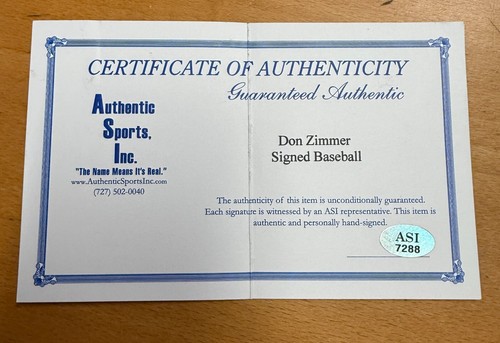 CERTIFICATE OF AUTHENTICITY
Guaranteed Authentic
Authentic
Sports,
Inc.
"The Name Means It's Real."
www.AuthenticSportsInc.com
(727) 502-0040
Don Zimmer
Signed Baseball
The authenticity of this item is unconditionally guaranteed.
Each signature is witnessed by an ASI representative. This item is
authentic and personally hand-signed.
ASI
7288